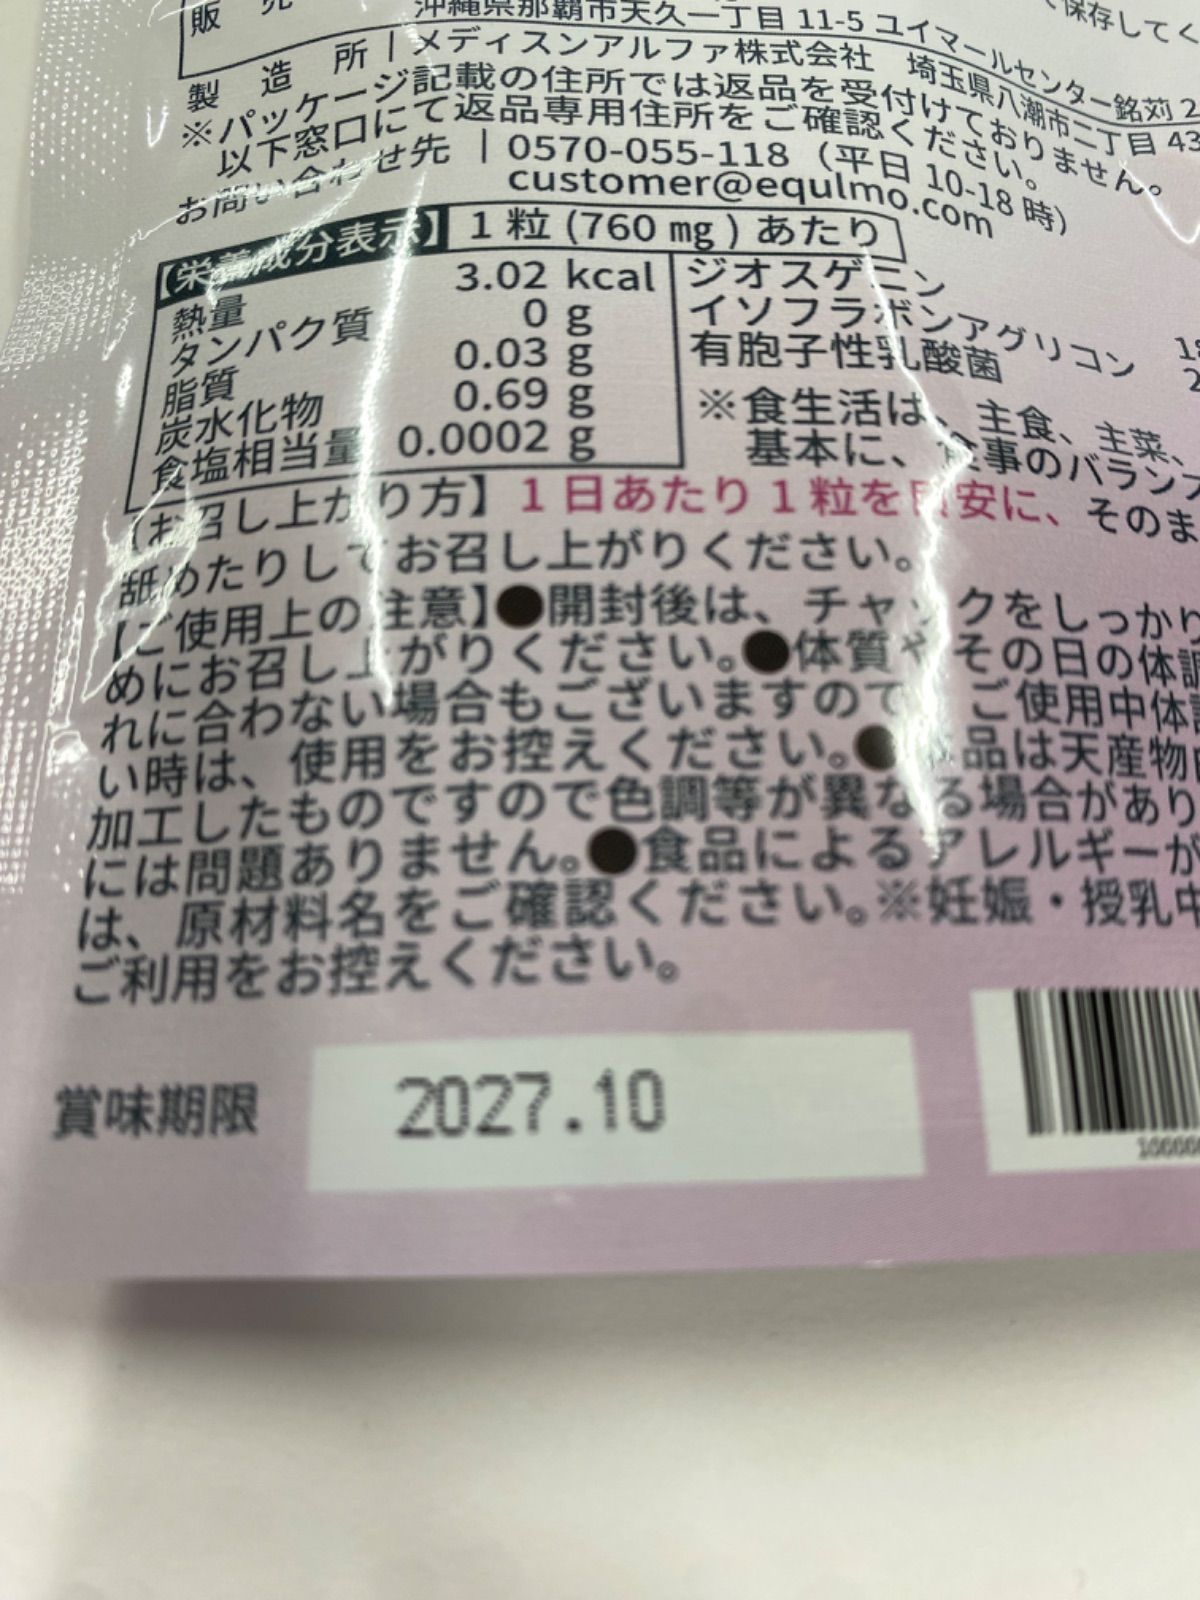 販売
沖縄県那覇市天久一丁目 11-5 ユイマールセンター銘苅 2
て保存してく
製造所|メディスンアルファ株式会社 埼玉県八潮市二丁目 43
※パッケージ記載の住所では返品を受付けておりません。
以下窓口にて返品専用住所をご確認ください。
お問い合わせ先 | 0570-055-118（平日 10-18 時）
customer@equlmo.com
【栄養成分表示】1 粒 (760 mg ) あたり
熱量 3.02 kcal
タンパク質 0 g
脂質 0.03 g
炭水化物 0.69 g
食塩相当量 0.0002 g
ジオスゲニン
イソフラボンアグリコン
有胞子性乳酸菌
※食生活は、主食、主菜、
基本に、食事のバランス
【お召し上がり方】1 日あたり 1 粒を目安に、そのま
舐めたりしてお召し上がりください。
【ご使用上の注意】●開封後は、チャックをしっかり
めにお召し上がりください。●体質やその日の体調
れに合わない場合もございますので、ご使用中体調
い時は、使用をお控えください。●品は天産物
加工したものですので色調等が異なる場合があり
には問題ありません。●食品によるアレルギーが
は、原材料名をご確認ください。※妊娠・授乳中
ご利用をお控えください。
賞味期限 2027.10